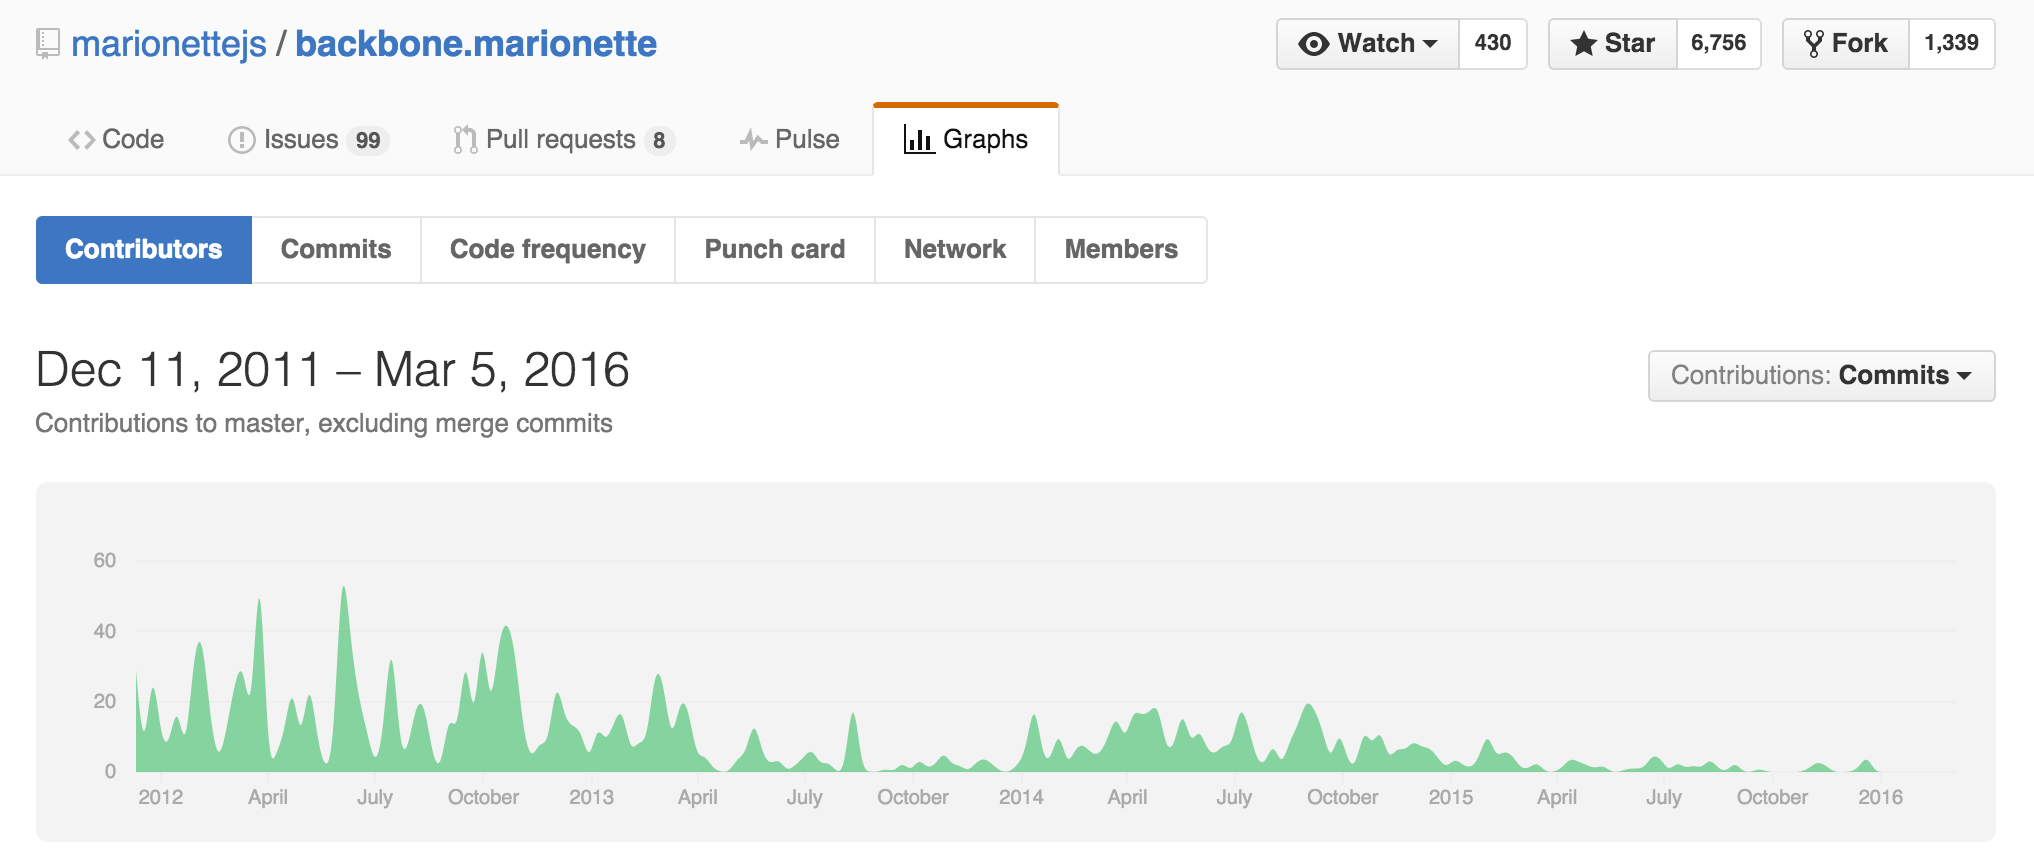 marionettejs / backbone.marionette
Watch 430 Star 6,756 Fork 1,339
Code Issues 99 Pull requests 8 Pulse Graphs
Contributors Commits Code frequency Punch card Network Members
Dec 11, 2011 – Mar 5, 2016
Contributions: Commits
Contributions to master, excluding merge commits
60
40
20
0
2012 April July October 2013 April July October 2014 April July October 2015 April July October 2016